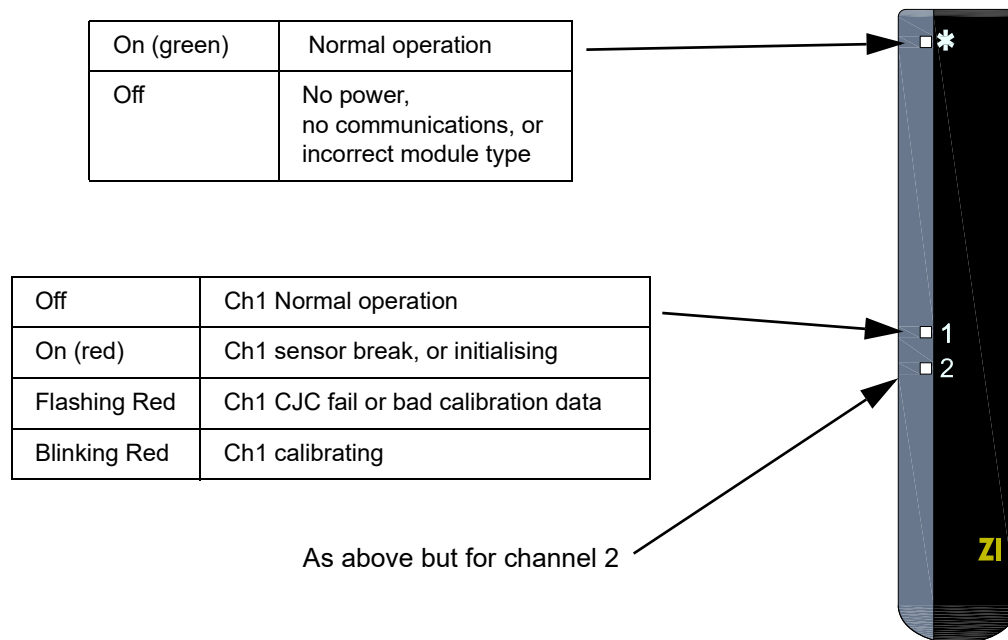 On (green) Normal operation
Off No power,
no communications, or
incorrect module type
*
Off Ch1 Normal operation
On (red) Ch1 sensor break, or initialising
Flashing Red Ch1 CJC fail or bad calibration data
Blinking Red Ch1 calibrating
1
2
As above but for channel 2
ZI